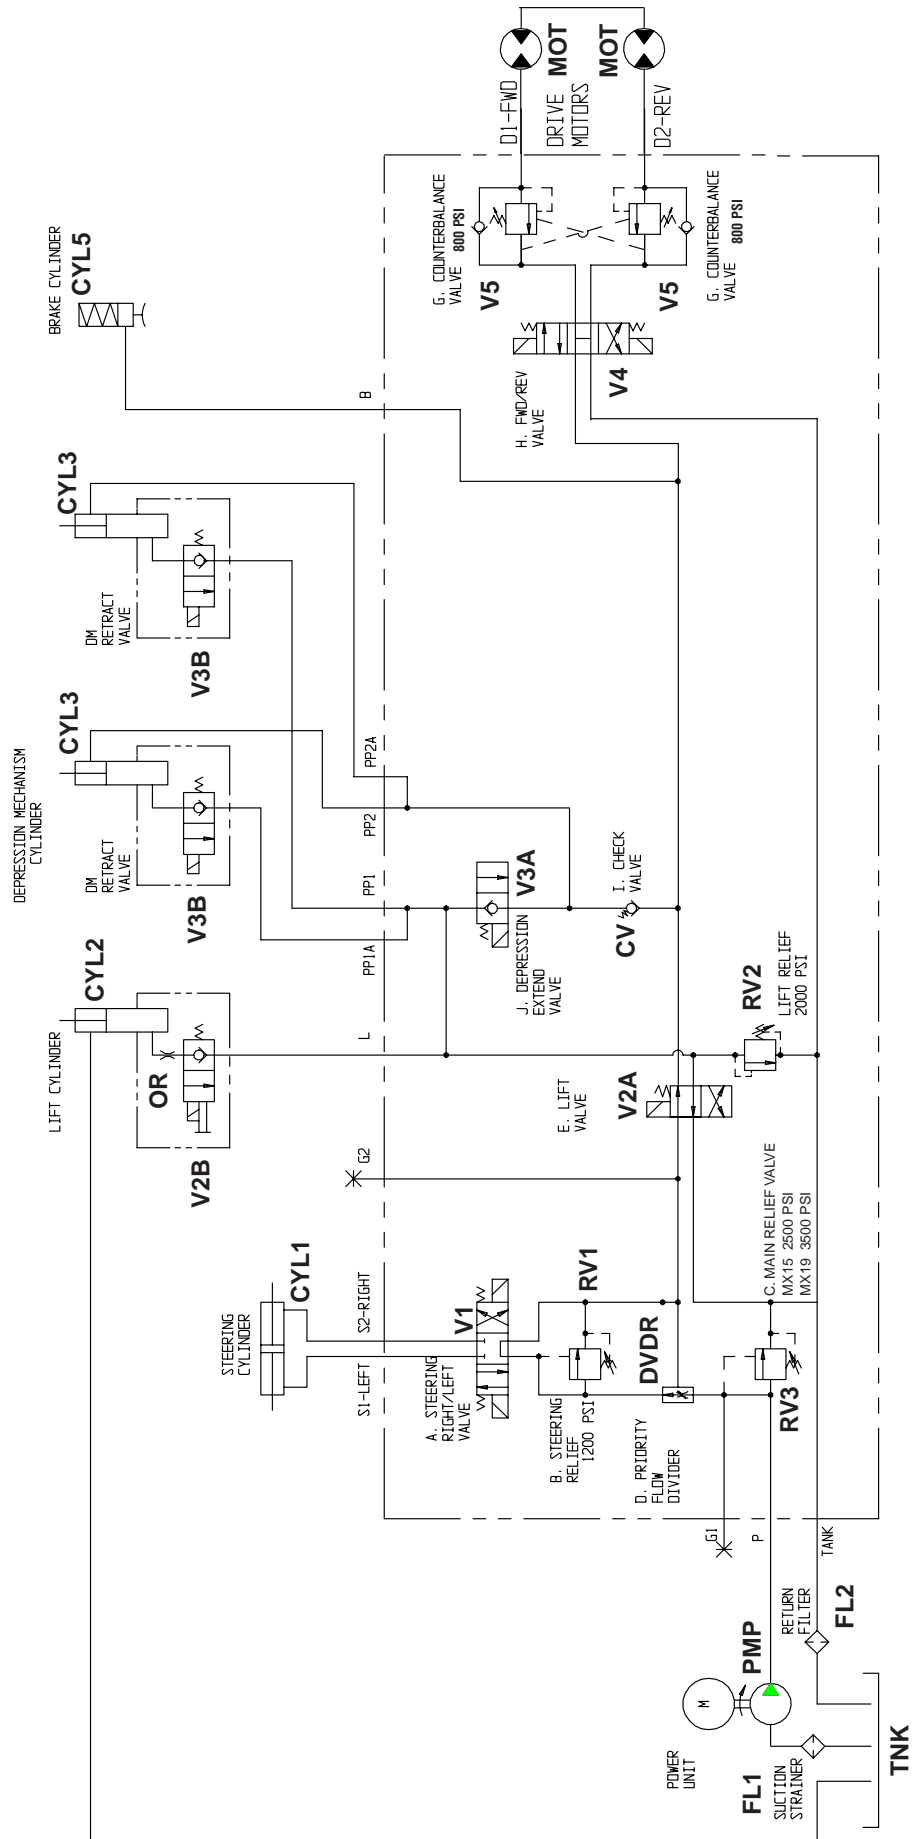 MOT
MOT
D1-FWD
DRIVE
MOTORS
D2-REV
G. COUNTERBALANCE
VALVE 800 PSI
V5
G. COUNTERBALANCE
VALVE 800 PSI
V5
BRAKE CYLINDER
CYL5
B
H. FWD/REV
VALVE
V4
CYL3
DM
RETRACT
VALVE
V3B
DEPRESSION MECHANISM
CYLINDER
CYL3
DM
RETRACT
VALVE
V3B
PP2A
PP2
PP1
PP1A
V3A
J. DEPRESSION
EXTEND
VALVE
I. CHECK
VALVE
CV
LIFT CYLINDER
CYL2
OR
V2B
L
RV2
LIFT RELIEF
2000 PSI
E. LIFT
VALVE
V2A
G2
STEERING
CYLINDER
CYL1
S2-RIGHT
S1-LEFT
V1
A. STEERING
RIGHT/LEFT
VALVE
RV1
B. STEERING
RELIEF
1200 PSI
DVDR
D. PRIORITY
FLOW
DIVIDER
C. MAIN RELIEF VALVE
MX15 2500 PSI
MX19 3500 PSI
RV3
G1
P
TANK
RETURN
FILTER
FL2
PMP
M
POWER
UNIT
FL1
SUCTION
STRAINER
TNK